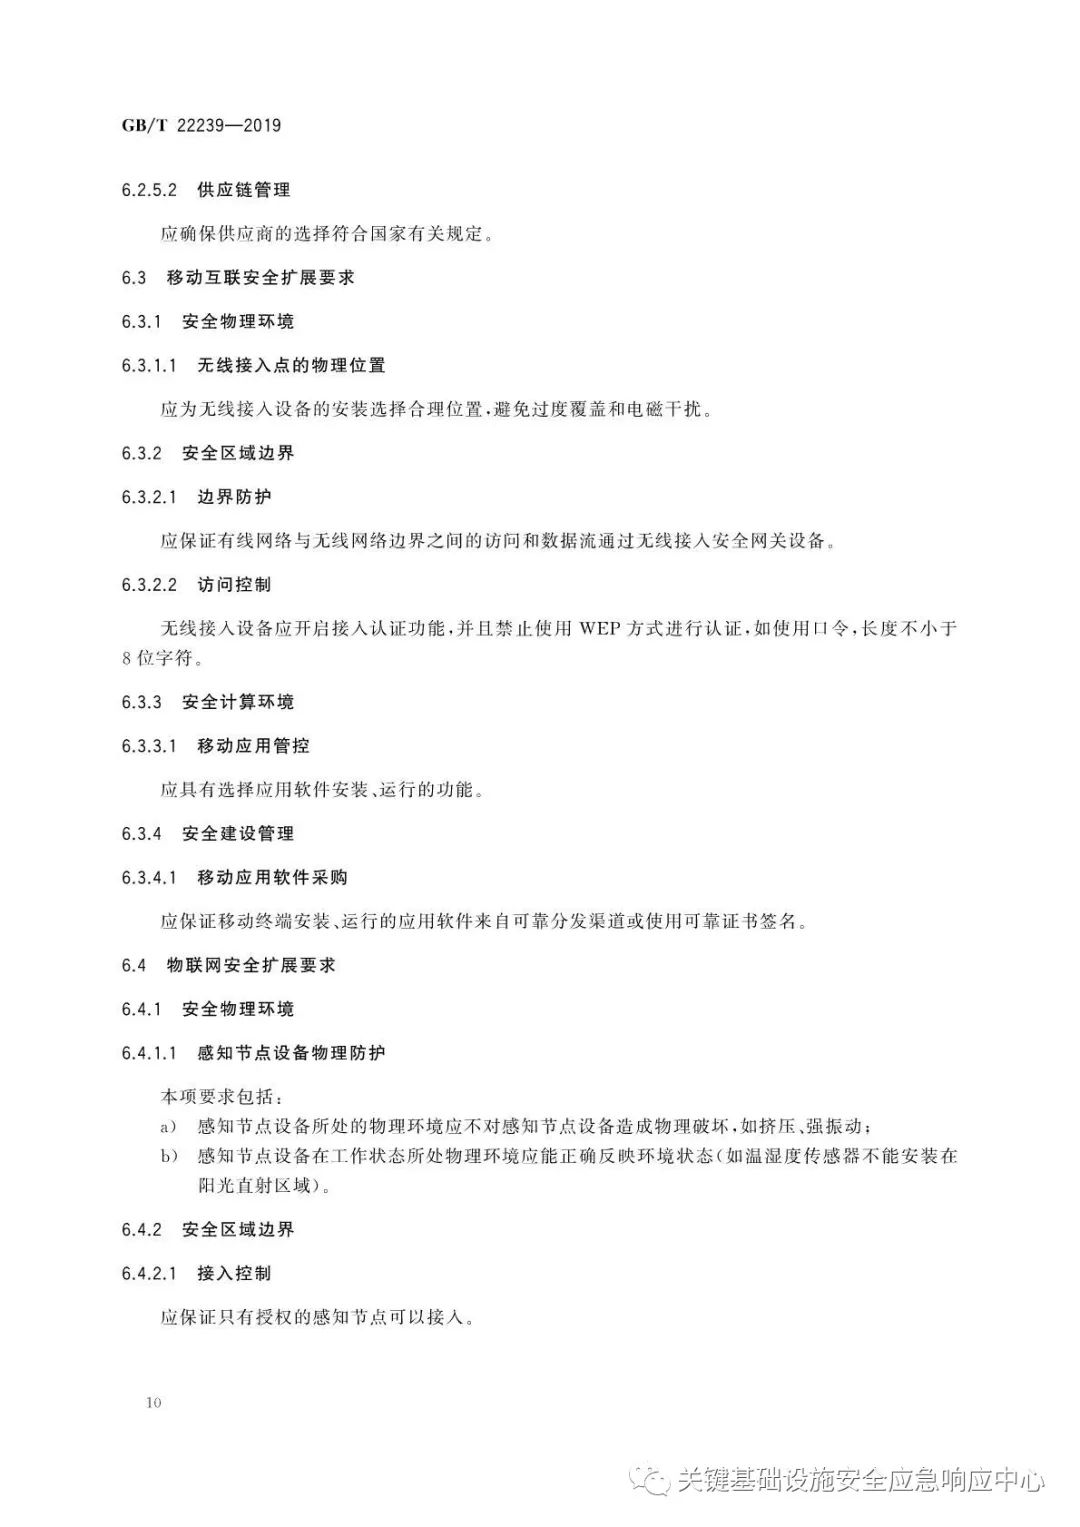 GB/T 22239—2019
6.2.5.2 供应链管理
应确保供应商的选择符合国家有关规定。
6.3 移动互联安全扩展要求
6.3.1 安全物理环境
6.3.1.1 无线接入点的物理位置
应为无线接入设备的安装选择合理位置,避免过度覆盖和电磁干扰。
6.3.2 安全区域边界
6.3.2.1 边界防护
应保证有线网络与无线网络边界之间的访问和数据流通过无线接入安全网关设备。
6.3.2.2 访问控制
无线接入设备应开启接入认证功能,并且禁止使用 WEP 方式进行认证,如使用口令,长度不小于
8 位字符。
6.3.3 安全计算环境
6.3.3.1 移动应用管控
应具有选择应用软件安装、运行的功能。
6.3.4 安全建设管理
6.3.4.1 移动应用软件采购
应保证移动终端安装、运行的应用软件来自可靠分发渠道或使用可靠证书签名。
6.4 物联网安全扩展要求
6.4.1 安全物理环境
6.4.1.1 感知节点设备物理防护
本项要求包括:
a) 感知节点设备所处的物理环境应不对感知节点设备造成物理破坏,如挤压、强振动;
b) 感知节点设备在工作状态所处物理环境应能正确反映环境状态(如温湿度传感器不能安装在
阳光直射区域)。
6.4.2 安全区域边界
6.4.2.1 接入控制
应保证只有授权的感知节点可以接入。
10
关键基础设施安全应急响应中心